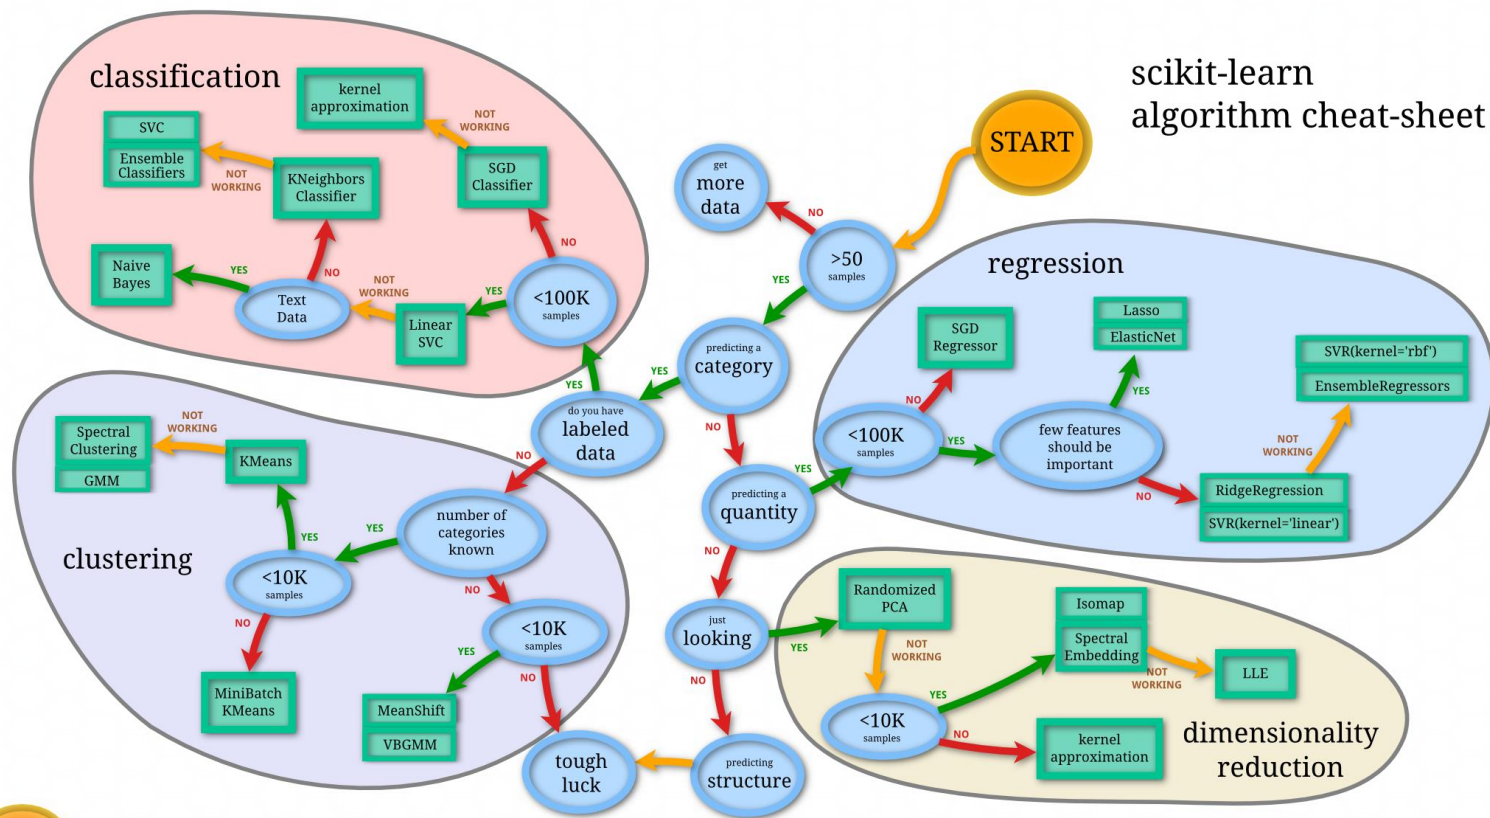 scikit-learn
algorithm cheat-sheet
START
classification
kernel
approximation
NOT
WORKING
SVC
Ensemble
Classifiers
NOT
WORKING
KNeighbors
Classifier
SGD
Classifier
NO
Naive
Bayes
YES
Text
Data
NO
NOT
WORKING
Linear
SVC
YES
<100K
samples
YES
get
more
data
NO
>50
samples
YES
predicting a
category
YES
do you have
labeled
data
NO
NO
predicting a
quantity
YES
NO
just
looking
YES
NO
predicting
structure
tough
luck
regression
SGD
Regressor
Lasso
ElasticNet
SVR(kernel='rbf')
EnsembleRegressors
NO
YES
<100K
samples
YES
few features
should be
important
NOT
WORKING
NO
RidgeRegression
SVR(kernel='linear')
clustering
Spectral
Clustering
GMM
NOT
WORKING
KMeans
number of
categories
known
YES
YES
<10K
samples
NO
NO
<10K
samples
YES
NO
MiniBatch
KMeans
MeanShift
VBGMM
Randomized
PCA
NOT
WORKING
Isomap
Spectral
Embedding
NOT
WORKING
LLE
YES
<10K
samples
NO
kernel
approximation
dimensionality
reduction